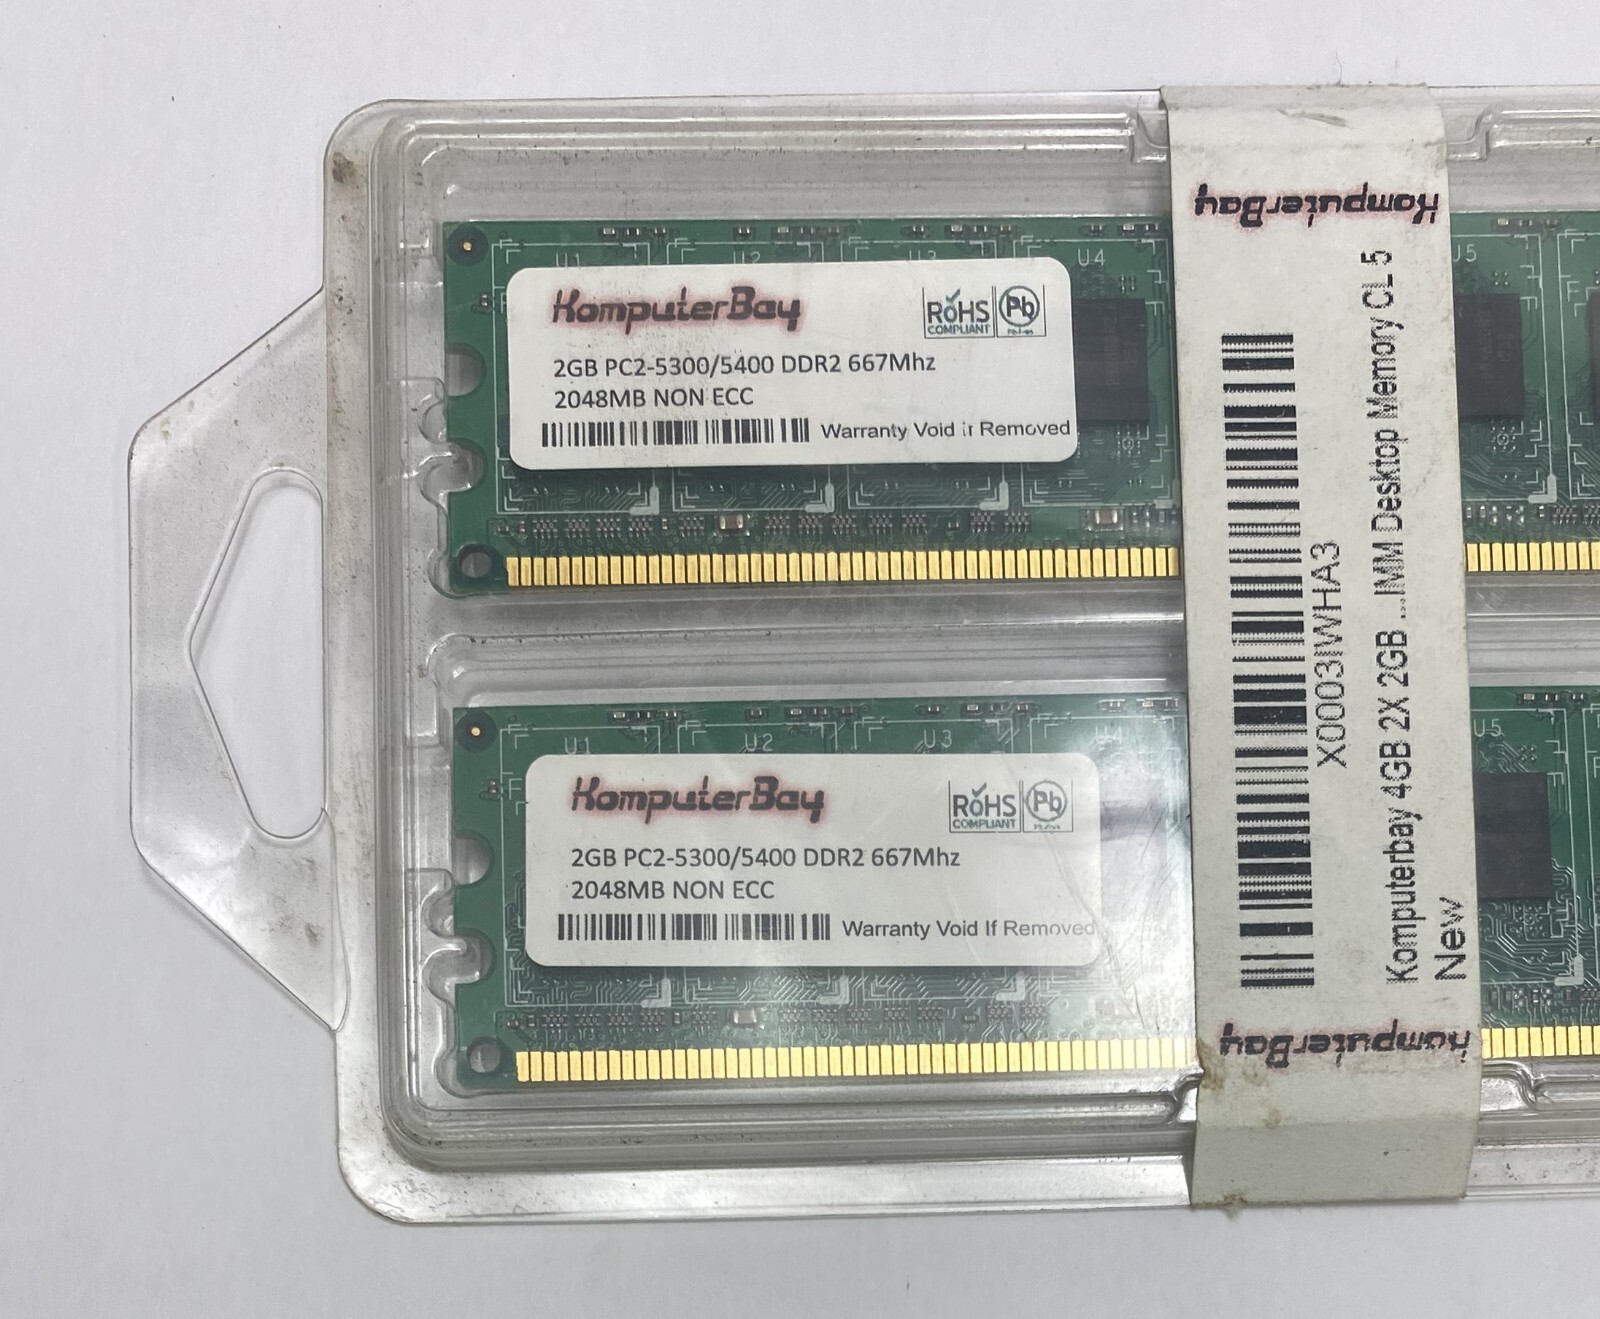 U1 U2 U3 U4 U5
KomputerBay
RoHS
COMPLIANT
Pb
2GB PC2-5300/5400 DDR2 667Mhz
2048MB NON ECC
Warranty Void if Removed
U1 U2 U3 U4 U5
KomputerBay
RoHS
COMPLIANT
Pb
2GB PC2-5300/5400 DDR2 667Mhz
2048MB NON ECC
Warranty Void If Removed
KomputerBay
X0003IWHA3
Komputerbay 4GB 2X 2GB ...IMM Desktop Memory CL 5
New
KomputerBay